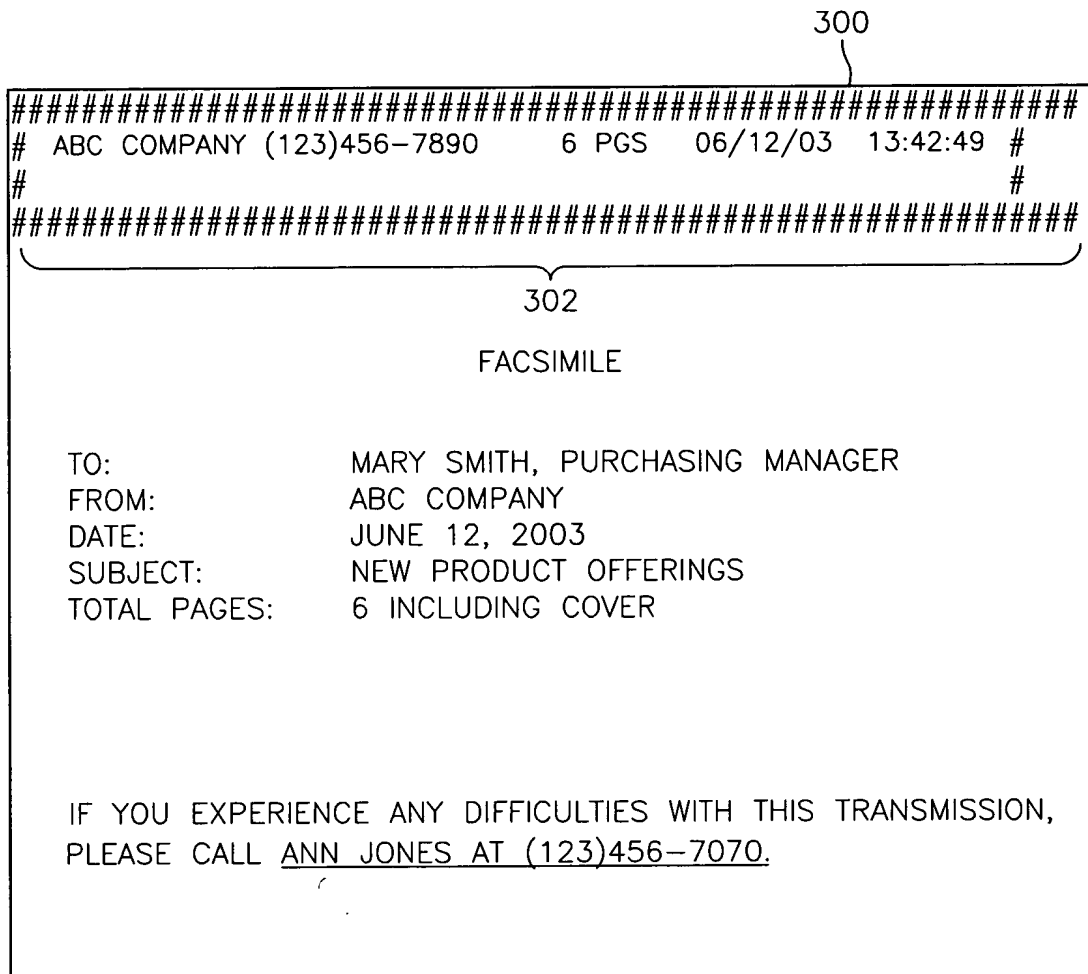 300
#########################################################################
# ABC COMPANY (123)456-7890 6 PGS 06/12/03 13:42:49 #
# #
#########################################################################
302
FACSIMILE
TO: MARY SMITH, PURCHASING MANAGER
FROM: ABC COMPANY
DATE: JUNE 12, 2003
SUBJECT: NEW PRODUCT OFFERINGS
TOTAL PAGES: 6 INCLUDING COVER
IF YOU EXPERIENCE ANY DIFFICULTIES WITH THIS TRANSMISSION,
PLEASE CALL ANN JONES AT (123)456-7070.